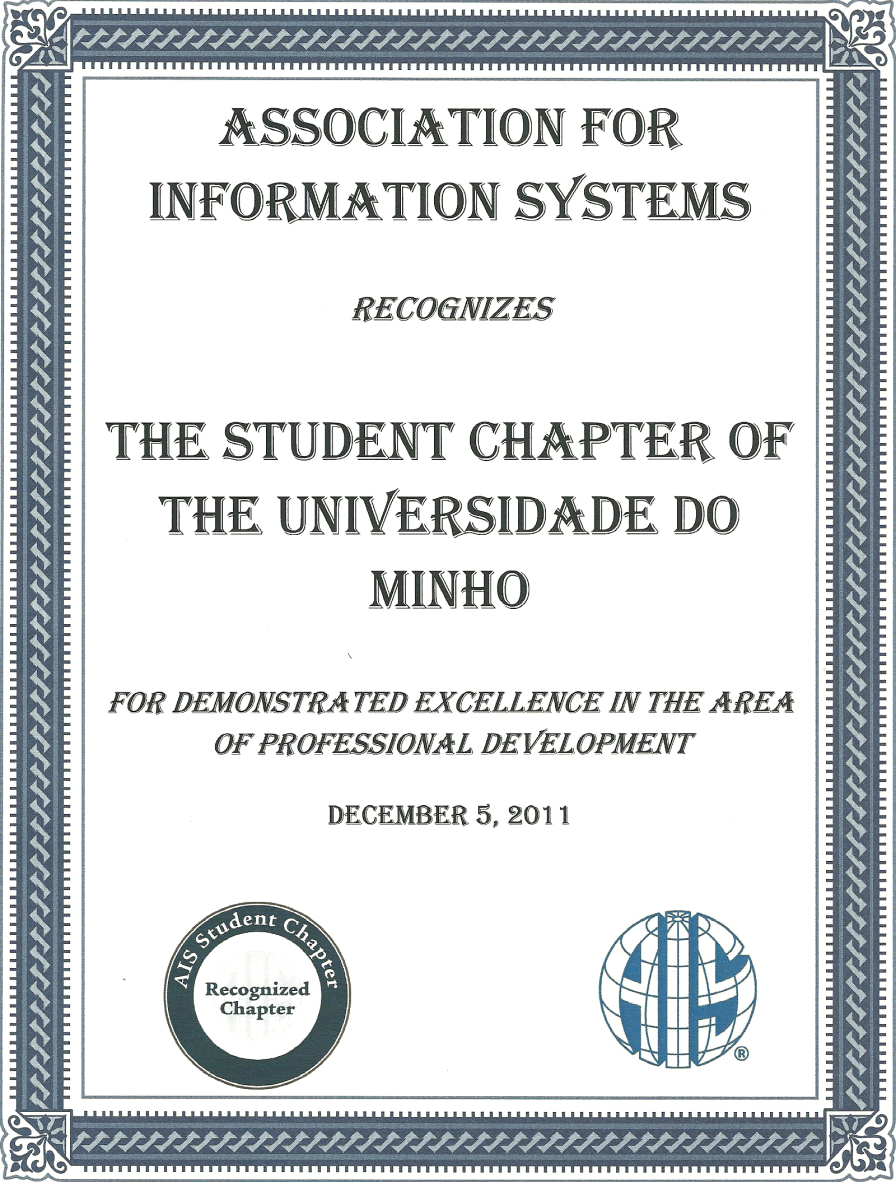 ASSOCIATION FOR
INFORMATION SYSTEMS
RECOGNIZES
THE STUDENT CHAPTER OF
THE UNIVERSIDADE DO
MINHO
FOR DEMONSTRATED EXCELLENCE IN THE AREA
OF PROFESSIONAL DEVELOPMENT
DECEMBER 5, 2011
AIS Student Chapter
Recognized
Chapter
AIS
®